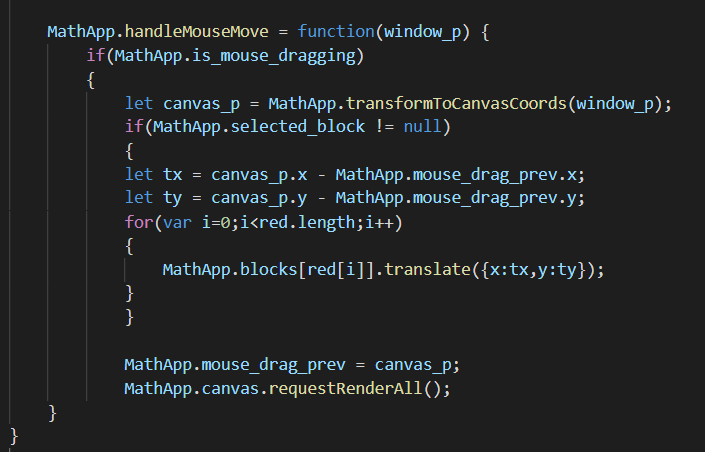 MathApp.handleMouseMove = function(window_p) {
if(MathApp.is_mouse_dragging)
{
let canvas_p = MathApp.transformToCanvasCoords(window_p);
if(MathApp.selected_block != null)
{
let tx = canvas_p.x - MathApp.mouse_drag_prev.x;
let ty = canvas_p.y - MathApp.mouse_drag_prev.y;
for(var i=0;i<red.length;i++)
{
MathApp.blocks[red[i]].translate({x:tx,y:ty});
}
}
MathApp.mouse_drag_prev = canvas_p;
MathApp.canvas.requestRenderAll();
}
}